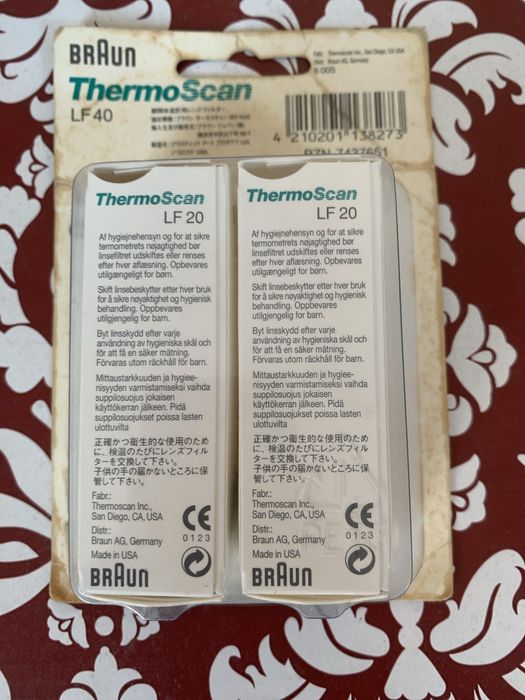 BRAUN
ThermoScan
LF 40
Fabr.: Thermoscan Inc., San Diego, CA, USA
Distr.: Braun AG, Germany
6 005
4 210201 138273
PZN-7427651
ThermoScan
LF 20
Af hygiejnehensyn og for at sikre
termometrets nøjagtighed bør
linsefiltret udskiftes eller renses
efter hver aflæsning. Opbevares
utilgængeligt for børn.
Skift linsebeskytter etter hver bruk
for å sikre nøyaktighet og hygienisk
behandling. Oppbevares
utilgjengelig for barn.
Byt linsskydd efter varje
användning av hygieniska skäl och
för att få en säker mätning.
Förvaras utom räckhåll för barn.
Mittaustarkkuuden ja hygiee-
nisyyden varmistamiseksi vaihda
suppilosuojus jokaisen
käyttökerran jälkeen. Pidä
suppilosuojukset poissa lasten
ulottuvilta
正確かつ衛生的な使用のため
に、検温のたびにレンズフィル
ターを交換して下さい。
子供の手の届かないところに保
管して下さい。
Fabr.:
Thermoscan Inc.,
San Diego, CA, USA
Distr.:
Braun AG, Germany
Made in USA
CE
0123
BRAUN
ThermoScan
LF 20
Af hygiejnehensyn og for at sikre
termometrets nøjagtighed bør
linsefiltret udskiftes eller renses
efter hver aflæsning. Opbevares
utilgængeligt for børn.
Skift linsebeskytter etter hver bruk
for å sikre nøyaktighet og hygienisk
behandling. Oppbevares
utilgjengelig for barn.
Byt linsskydd efter varje
användning av hygieniska skäl och
för att få en säker mätning.
Förvaras utom räckhåll för barn.
Mittaustarkkuuden ja hygiee-
nisyyden varmistamiseksi vaihda
suppilosuojus jokaisen
käyttökerran jälkeen. Pidä
suppilosuojukset poissa lasten
ulottuvilta
正確かつ衛生的な使用のため
に、検温のたびにレンズフィル
ターを交換して下さい。
子供の手の届かないところに保
管して下さい。
Fabr.:
Thermoscan Inc.,
San Diego, CA, USA
Distr.:
Braun AG, Germany
Made in USA
CE
0123
BRAUN